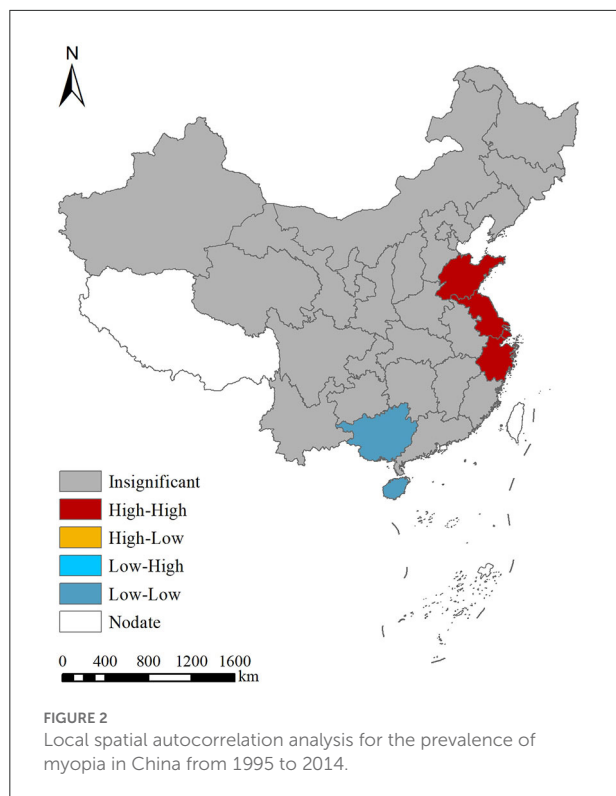 N
Insignificant
High-High
High-Low
Low-High
Low-Low
Nodate
0 400 800 1200 1600
km
FIGURE 2
Local spatial autocorrelation analysis for the prevalence of
myopia in China from 1995 to 2014.